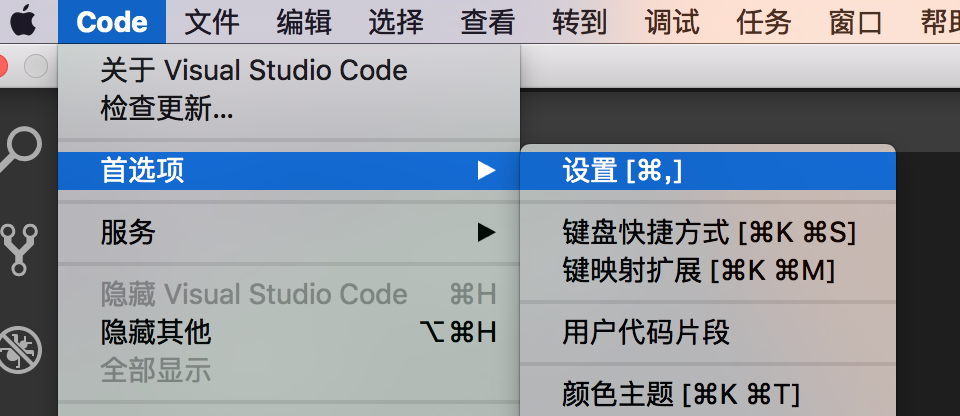 Code 文件 编辑 选择 查看 转到 调试 任务 窗口
关于 Visual Studio Code
检查更新...
首选项
设置 [⌘,]
服务
键盘快捷方式 [⌘K ⌘S]
键映射扩展 [⌘K ⌘M]
隐藏 Visual Studio Code ⌘H
隐藏其他 ⌥⌘H
用户代码片段
全部显示
颜色主题 [⌘K ⌘T]